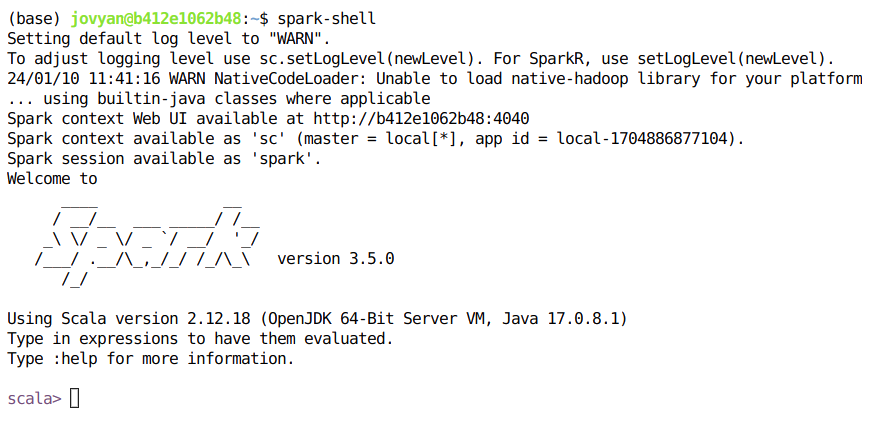 (base) jovyan@b412e1062b48:~$ spark-shell
Setting default log level to "WARN".
To adjust logging level use sc.setLogLevel(newLevel). For SparkR, use setLogLevel(newLevel).
24/01/10 11:41:16 WARN NativeCodeLoader: Unable to load native-hadoop library for your platform
... using builtin-java classes where applicable
Spark context Web UI available at http://b412e1062b48:4040
Spark context available as 'sc' (master = local[*], app id = local-1704886877104).
Spark session available as 'spark'.
Welcome to
      ____              __
     / __/__  ___ _____/ /__
    _\ \/ _ \/ _ `/ __/  '_/
   /___/ .__/\_,_/_/ /_/\_\   version 3.5.0
      /_/
Using Scala version 2.12.18 (OpenJDK 64-Bit Server VM, Java 17.0.8.1)
Type in expressions to have them evaluated.
Type :help for more information.
scala>